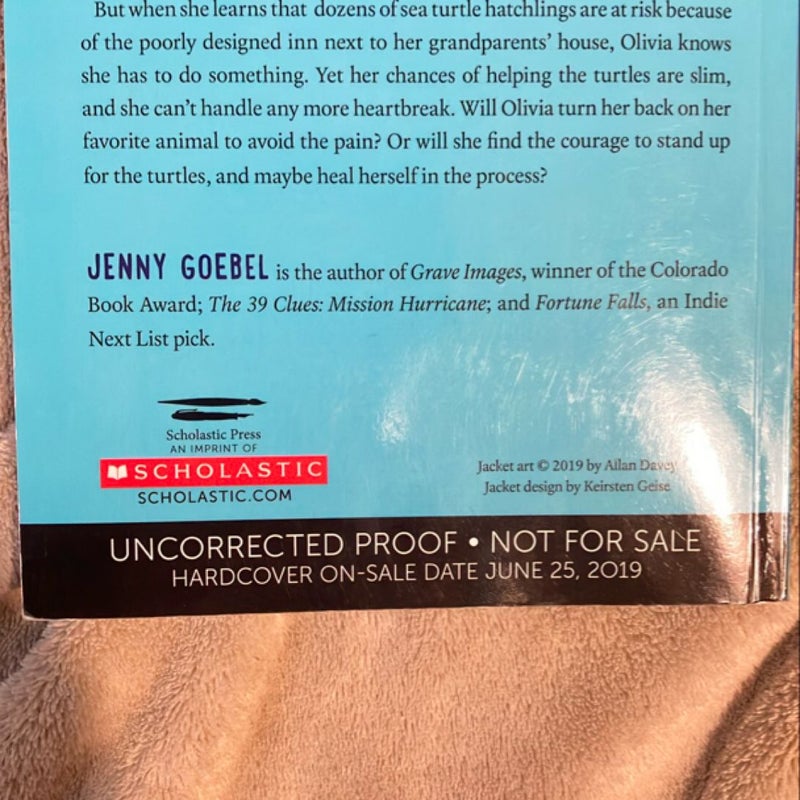 But when she learns that dozens of sea turtle hatchlings are at risk because
of the poorly designed inn next to her grandparents' house, Olivia knows
she has to do something. Yet her chances of helping the turtles are slim,
and she can't handle any more heartbreak. Will Olivia turn her back on her
favorite animal to avoid the pain? Or will she find the courage to stand up
for the turtles, and maybe heal herself in the process?
JENNY GOEBEL is the author of Grave Images, winner of the Colorado
Book Award; The 39 Clues: Mission Hurricane; and Fortune Falls, an Indie
Next List pick.
Scholastic Press
AN IMPRINT OF
SCHOLASTIC
SCHOLASTIC.COM
Jacket art © 2019 by Allan Davey
Jacket design by Keirsten Geise
UNCORRECTED PROOF • NOT FOR SALE
HARDCOVER ON-SALE DATE JUNE 25, 2019